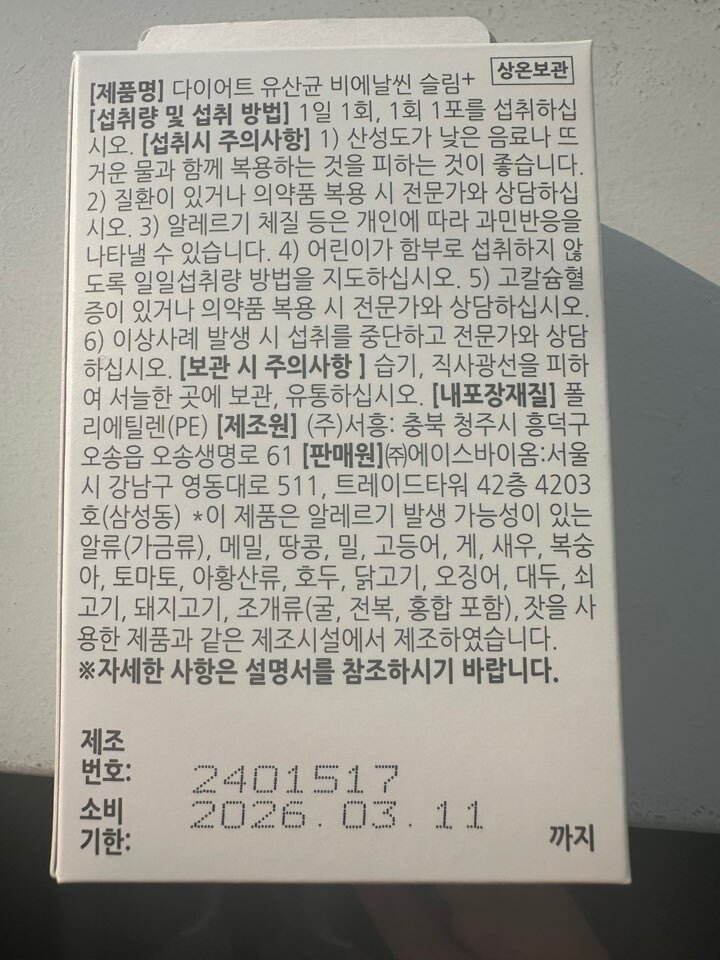 상온보관
[제품명] 다이어트 유산균 비에날씬 슬림+
[섭취량 및 섭취 방법] 1일 1회, 1회 1포를 섭취하십
시오. [섭취시 주의사항] 1) 산성도가 낮은 음료나 뜨
거운 물과 함께 복용하는 것을 피하는 것이 좋습니다.
2) 질환이 있거나 의약품 복용 시 전문가와 상담하십
시오. 3) 알레르기 체질 등은 개인에 따라 과민반응을
나타낼 수 있습니다. 4) 어린이가 함부로 섭취하지 않
도록 일일섭취량 방법을 지도하십시오. 5) 고칼슘혈
증이 있거나 의약품 복용 시 전문가와 상담하십시오.
6) 이상사례 발생 시 섭취를 중단하고 전문가와 상담
하십시오. [보관 시 주의사항 ] 습기, 직사광선을 피하
여 서늘한 곳에 보관, 유통하십시오. [내포장재질] 폴
리에틸렌(PE) [제조원] (주)서흥: 충북 청주시 흥덕구
오송읍 오송생명로 61 [판매원]㈜에이스바이옴:서울
시 강남구 영동대로 511, 트레이드타워 42층 4203
호(삼성동) *이 제품은 알레르기 발생 가능성이 있는
알류(가금류), 메밀, 땅콩, 밀, 고등어, 게, 새우, 복숭
아, 토마토, 아황산류, 호두, 닭고기, 오징어, 대두, 쇠
고기, 돼지고기, 조개류(굴, 전복, 홍합 포함), 잣을 사
용한 제품과 같은 제조시설에서 제조하였습니다.
※자세한 사항은 설명서를 참조하시기 바랍니다.
제조
번호: 2401517
소비 2026.03.11
기한: 까지